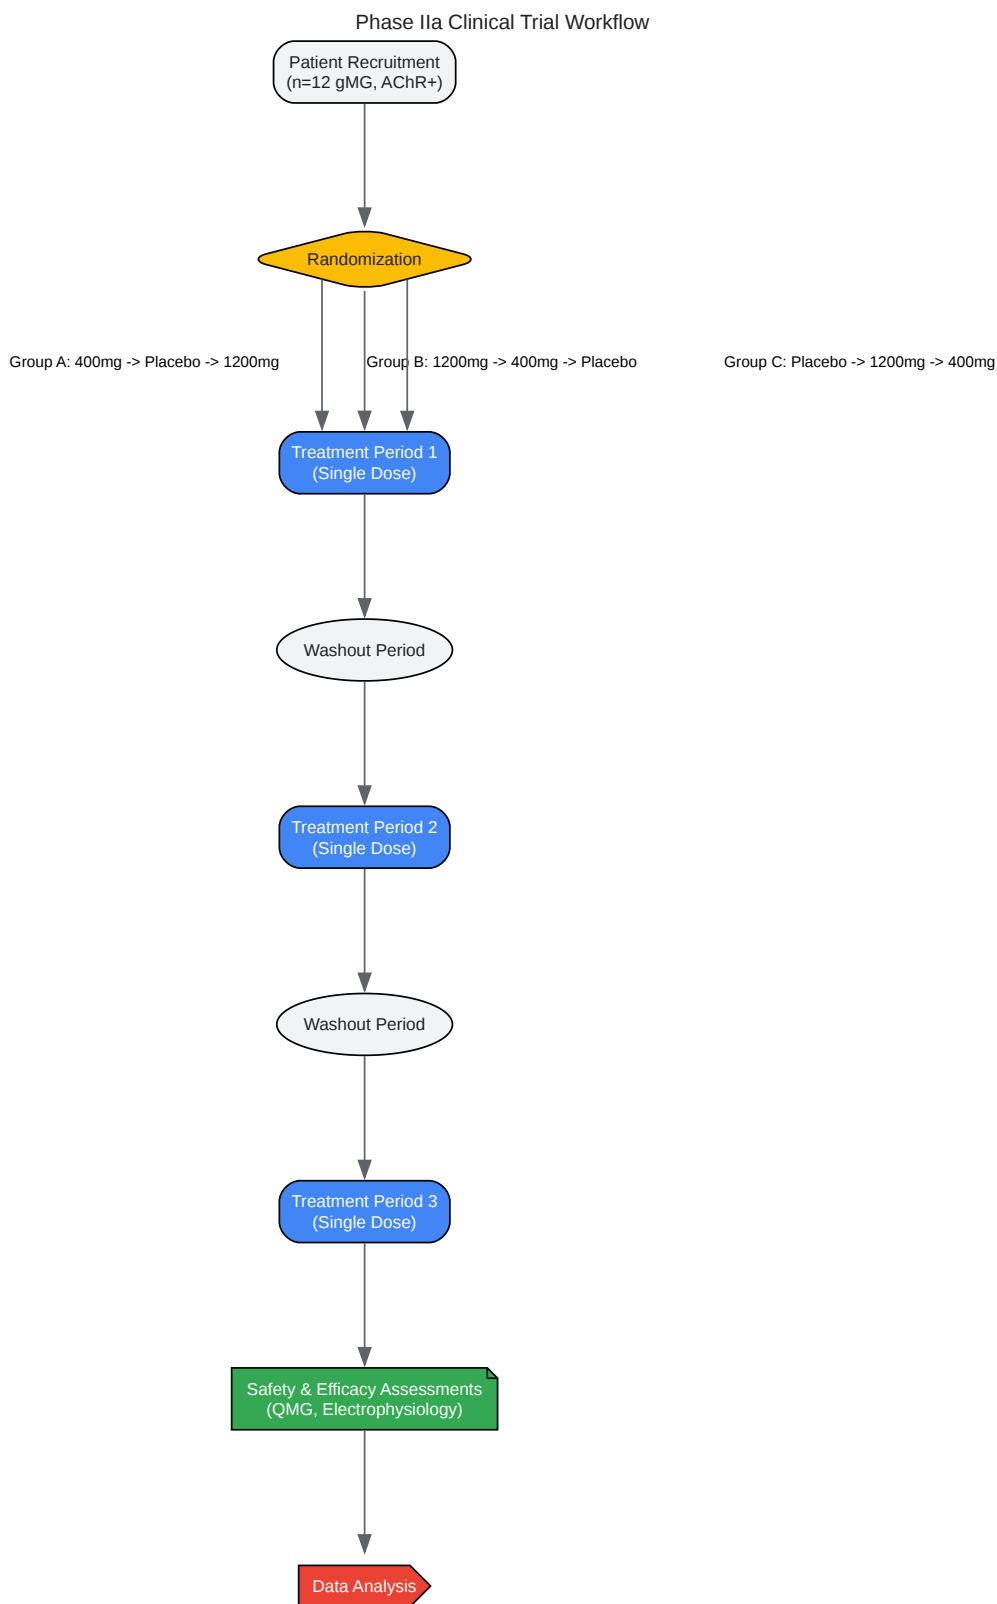 Phase IIa Clinical Trial Workflow
Patient Recruitment
(n=12 gMG, AChR+)
Randomization
Group A: 400mg -> Placebo -> 1200mg
Group B: 1200mg -> 400mg -> Placebo
Group C: Placebo -> 1200mg -> 400mg
Treatment Period 1
(Single Dose)
Washout Period
Treatment Period 2
(Single Dose)
Washout Period
Treatment Period 3
(Single Dose)
Safety & Efficacy Assessments
(QMG, Electrophysiology)
Data Analysis